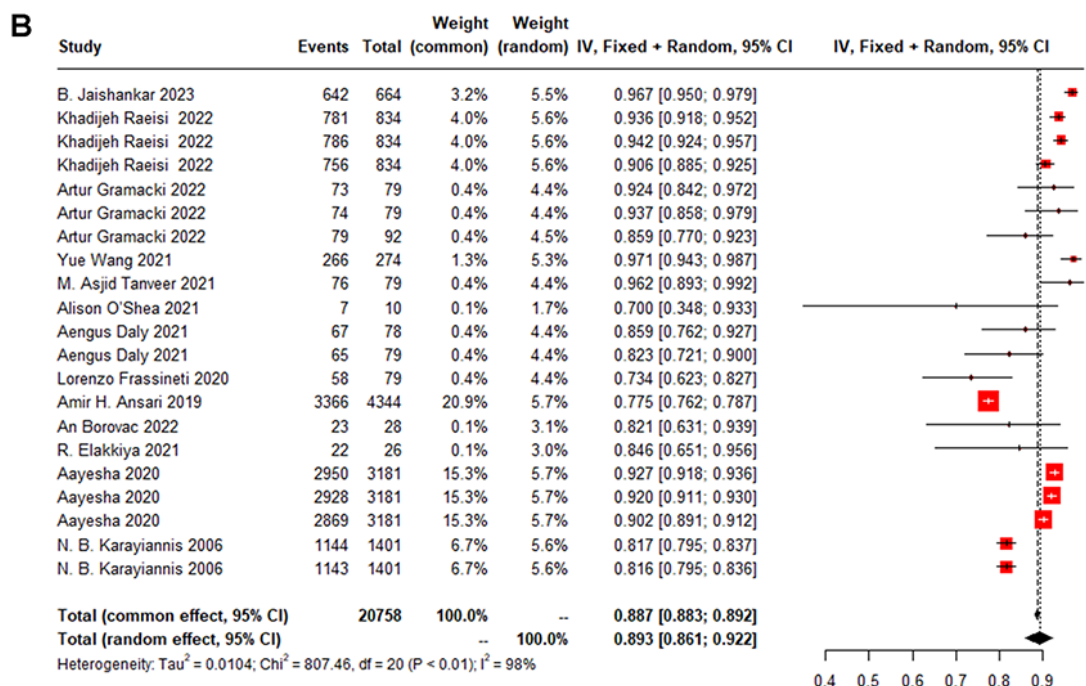 B
Weight Weight
Study Events Total (common) (random) IV, Fixed + Random, 95% CI IV, Fixed + Random, 95% CI
B. Jaishankar 2023 642 664 3.2% 5.5% 0.967 [0.950; 0.979]
Khadijeh Raeisi 2022 781 834 4.0% 5.6% 0.936 [0.918; 0.952]
Khadijeh Raeisi 2022 786 834 4.0% 5.6% 0.942 [0.924; 0.957]
Khadijeh Raeisi 2022 756 834 4.0% 5.6% 0.906 [0.885; 0.925]
Artur Gramacki 2022 73 79 0.4% 4.4% 0.924 [0.842; 0.972]
Artur Gramacki 2022 74 79 0.4% 4.4% 0.937 [0.858; 0.979]
Artur Gramacki 2022 79 92 0.4% 4.5% 0.859 [0.770; 0.923]
Yue Wang 2021 266 274 1.3% 5.3% 0.971 [0.943; 0.987]
M. Asjid Tanveer 2021 76 79 0.4% 4.4% 0.962 [0.893; 0.992]
Alison O'Shea 2021 7 10 0.1% 1.7% 0.700 [0.348; 0.933]
Aengus Daly 2021 67 78 0.4% 4.4% 0.859 [0.762; 0.927]
Aengus Daly 2021 65 79 0.4% 4.4% 0.823 [0.721; 0.900]
Lorenzo Frassineti 2020 58 79 0.4% 4.4% 0.734 [0.623; 0.827]
Amir H. Ansari 2019 3366 4344 20.9% 5.7% 0.775 [0.762; 0.787]
An Borovac 2022 23 28 0.1% 3.1% 0.821 [0.631; 0.939]
R. Elakkiya 2021 22 26 0.1% 3.0% 0.846 [0.651; 0.956]
Aayesha 2020 2950 3181 15.3% 5.7% 0.927 [0.918; 0.936]
Aayesha 2020 2928 3181 15.3% 5.7% 0.920 [0.911; 0.930]
Aayesha 2020 2869 3181 15.3% 5.7% 0.902 [0.891; 0.912]
N. B. Karayiannis 2006 1144 1401 6.7% 5.6% 0.817 [0.795; 0.837]
N. B. Karayiannis 2006 1143 1401 6.7% 5.6% 0.816 [0.795; 0.836]
Total (common effect, 95% CI) 20758 100.0% -- 0.887 [0.883; 0.892]
Total (random effect, 95% CI) -- 100.0% 0.893 [0.861; 0.922]
Heterogeneity: Tau² = 0.0104; Chi² = 807.46, df = 20 (P < 0.01); I² = 98%
0.4 0.5 0.6 0.7 0.8 0.9